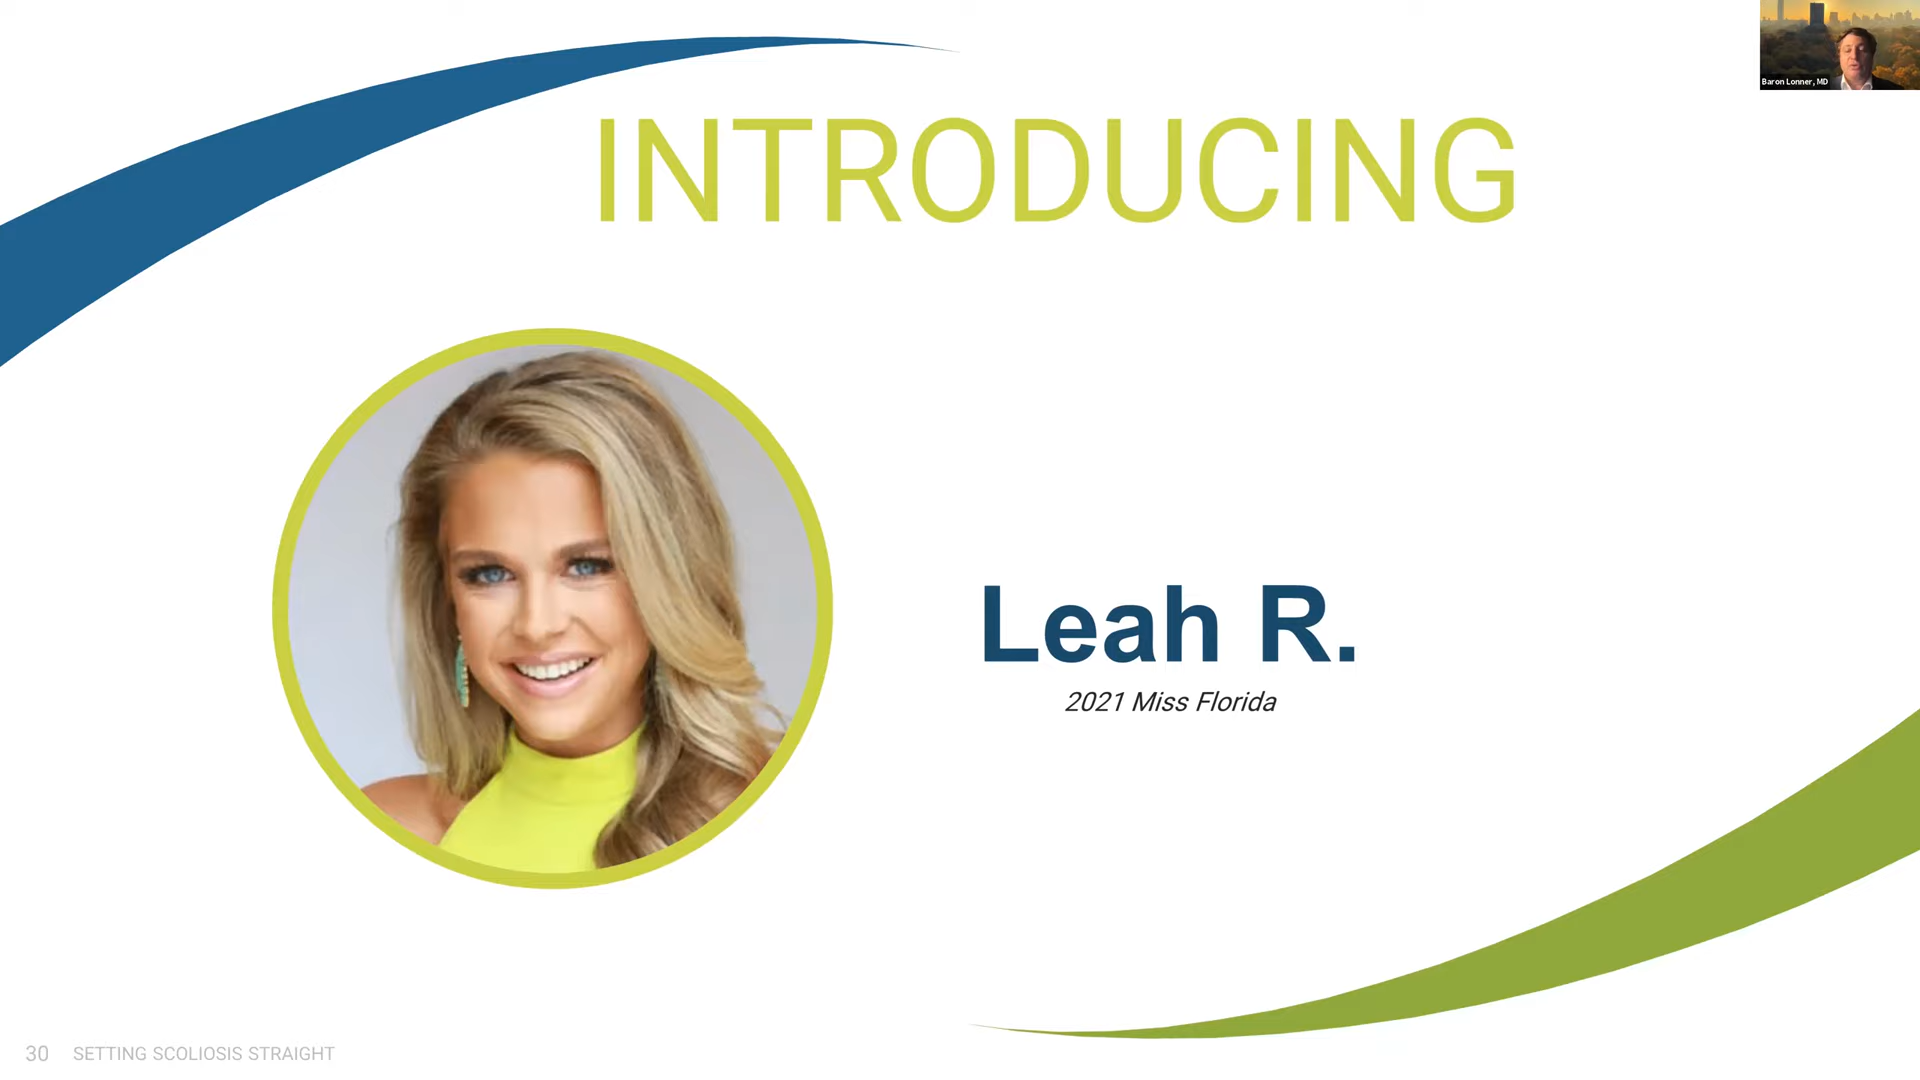 Baron Lonner, MD
INTRODUCING
Leah R.
2021 Miss Florida
30 SETTING SCOLIOSIS STRAIGHT